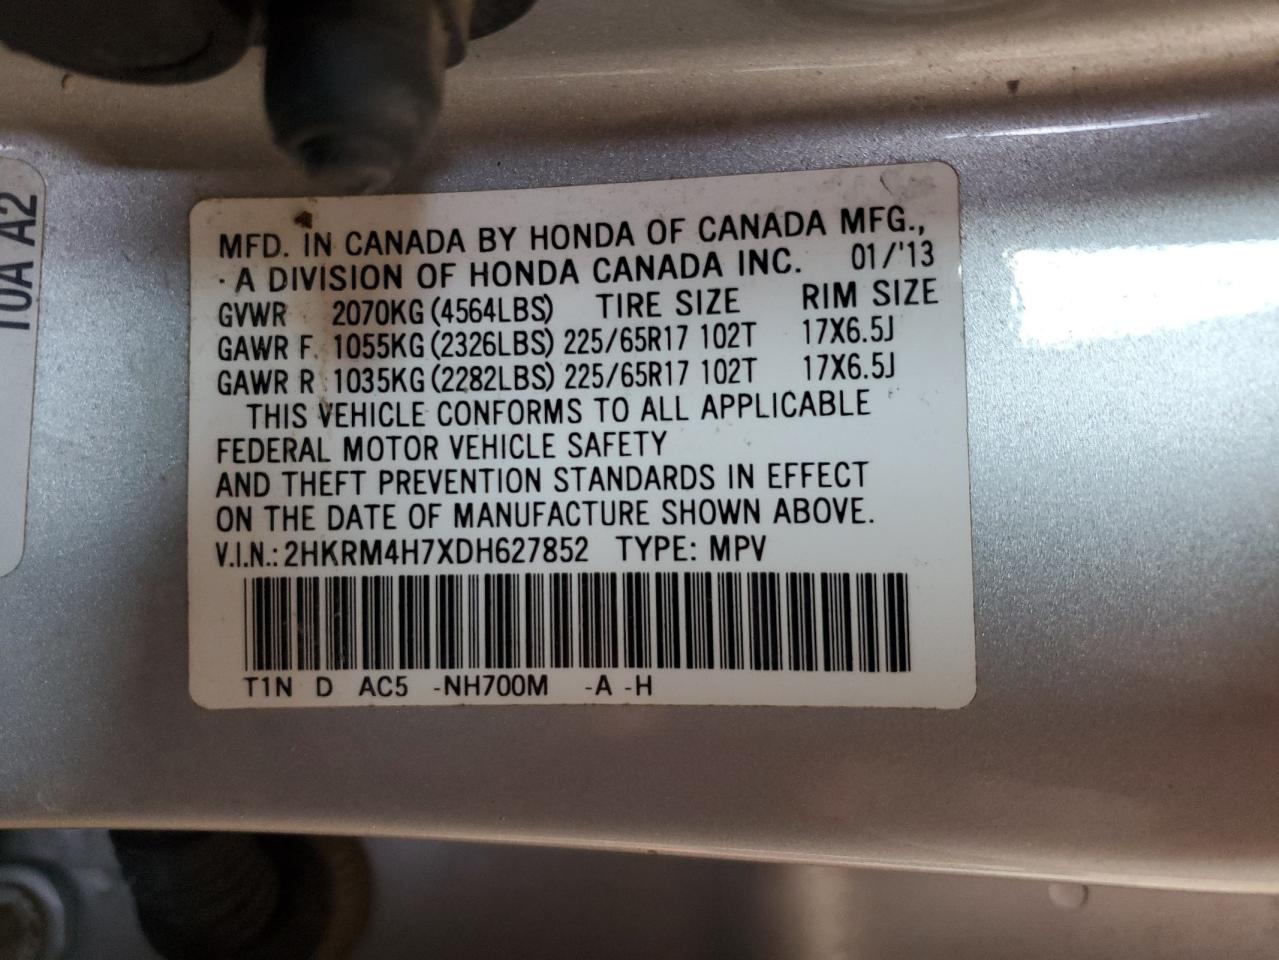 MFD. IN CANADA BY HONDA OF CANADA MFG.,
A DIVISION OF HONDA CANADA INC. 01/'13
GVWR 2070KG (4564LBS) TIRE SIZE RIM SIZE
GAWR F. 1055KG (2326LBS) 225/65R17 102T 17X6.5J
GAWR R 1035KG (2282LBS) 225/65R17 102T 17X6.5J
THIS VEHICLE CONFORMS TO ALL APPLICABLE
FEDERAL MOTOR VEHICLE SAFETY
AND THEFT PREVENTION STANDARDS IN EFFECT
ON THE DATE OF MANUFACTURE SHOWN ABOVE.
V.I.N.: 2HKRM4H7XDH627852 TYPE: MPV
T1N D AC5 -NH700M -A -H
A2